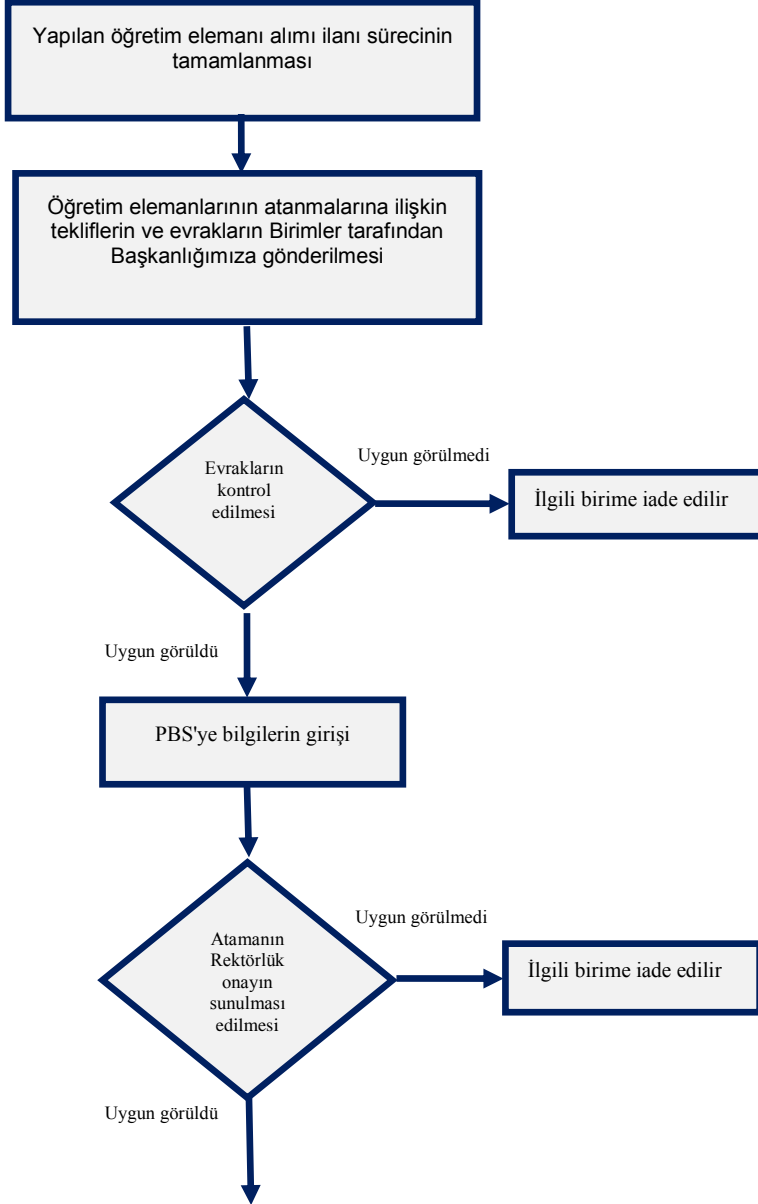 Yapılan öğretim elemanı alımı ilanı sürecinin
tamamlanması
Öğretim elemanlarının atanmalarına ilişkin
tekliflerin ve evrakların Birimler tarafından
Başkanlığımıza gönderilmesi
Evrakların
kontrol
edilmesi
Uygun görülmedi
İlgili birime iade edilir
Uygun görüldü
PBS'ye bilgilerin girişi
Atamanın
Rektörlük
onayın
sunulması
edilmesi
Uygun görülmedi
İlgili birime iade edilir
Uygun görüldü